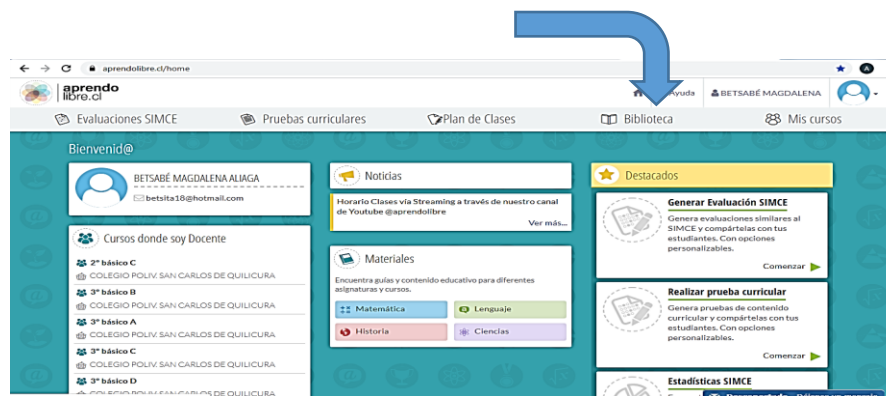 aprendolibre.cl/home
A
aprendo
libre.cl
Ayuda
BETSABÉ MAGDALENA
Evaluaciones SIMCE
Pruebas curriculares
Plan de Clases
Biblioteca
Mis cursos
Bienvenid@
BETSABÉ MAGDALENA ALIAGA
betsita18@hotmail.com
Cursos donde soy Docente
2° básico C
COLEGIO POLIV. SAN CARLOS DE QUILICURA
3° básico B
COLEGIO POLIV. SAN CARLOS DE QUILICURA
3° básico A
COLEGIO POLIV. SAN CARLOS DE QUILICURA
3° básico C
COLEGIO POLIV. SAN CARLOS DE QUILICURA
3° básico D
COLEGIO POLIV. SAN CARLOS DE QUILICURA
Noticias
Horario Clases vía Streaming a través de nuestro canal
de Youtube @aprendolibre
Ver más...
Materiales
Encuentra guías y contenido educativo para diferentes
asignaturas y cursos.
Matemática
Lenguaje
Historia
Ciencias
Destacados
Generar Evaluación SIMCE
Genera evaluaciones similares al
SIMCE y compártelas con tus
estudiantes. Con opciones
personalizables.
Comenzar
Realizar prueba curricular
Genera pruebas de contenido
curricular y compártelas con tus
estudiantes. Con opciones
personalizables.
Comenzar
Estadísticas SIMCE